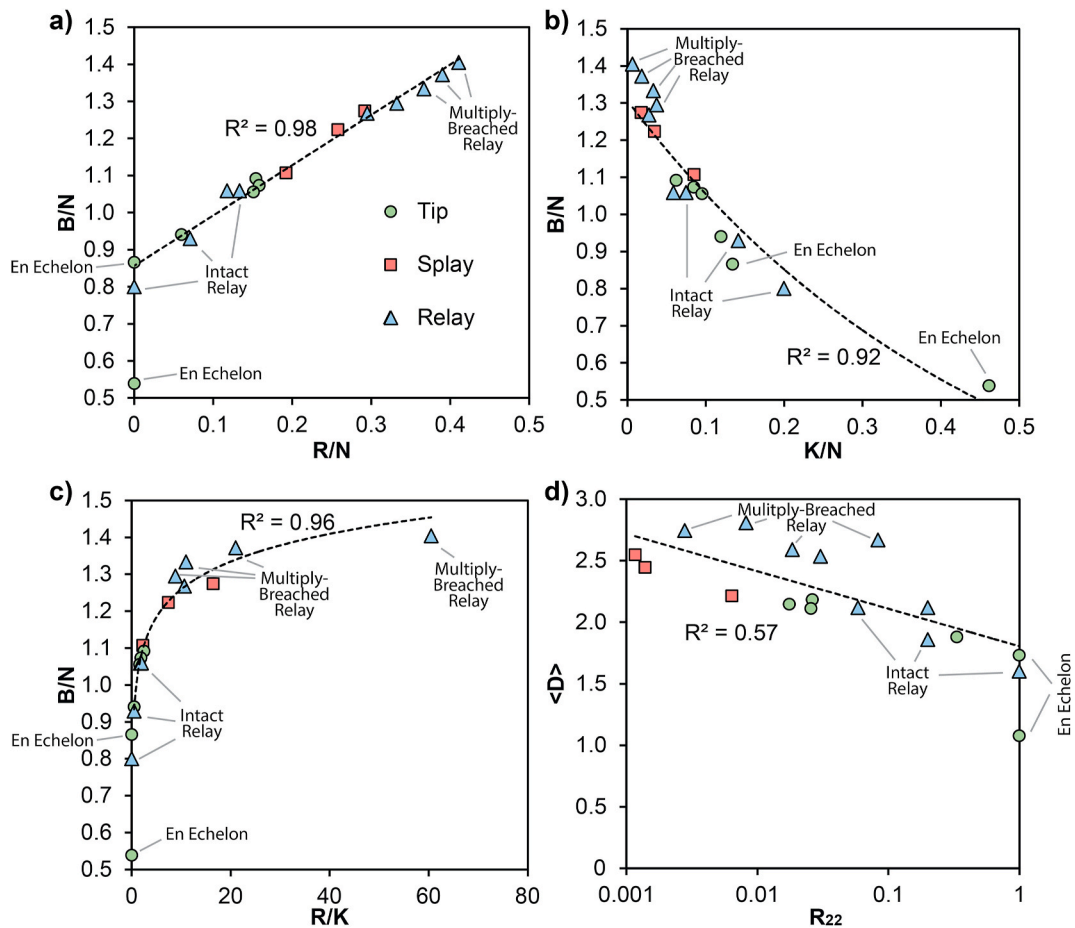 a)
1.5
1.4
1.3
1.2
1.1
1.0
0.9
0.8
0.7
0.6
0.5
B/N
R² = 0.98
Multiply-
Breached
Relay
Tip
Splay
Relay
En Echelon
Intact
Relay
En Echelon
0
0.1
0.2
0.3
0.4
0.5
R/N
b)
1.5
1.4
1.3
1.2
1.1
1.0
0.9
0.8
0.7
0.6
0.5
B/N
Multiply-
Breached
Relay
En Echelon
Intact
Relay
R² = 0.92
En Echelon
0
0.1
0.2
0.3
0.4
0.5
K/N
c)
1.5
1.4
1.3
1.2
1.1
1.0
0.9
0.8
0.7
0.6
0.5
B/N
R² = 0.96
Multiply-
Breached
Relay
Multiply-
Breached
Relay
Intact
Relay
En Echelon
En Echelon
0
20
40
60
80
R/K
d)
3.0
2.5
2.0
1.5
1.0
0.5
0
<D>
Mulitply-Breached
Relay
R² = 0.57
Intact
Relay
En Echelon
0.001
0.01
0.1
1
R₂₂